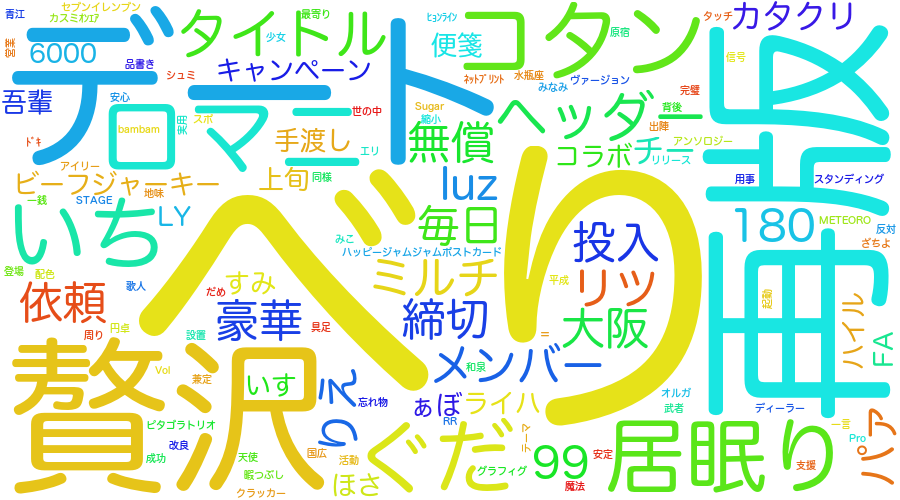 青江
セブンイレブン
カスミオンエア
最寄り
ﾋｮﾝﾗｲﾝ
タッチ
カタクリ
営業
6000
デート
タイトル
少女
便箋
コタン
原宿
信号
再販
品書き
シュミ
キャンペーン
ﾈｯﾄﾌﾟﾘﾝﾄ
水瓶座
みなみ
ヴァージョン
完璧
吾輩
安心
ロマニ
Sugar
世の中
背後
bambam
実用
スポ
縮小
ヘッダー
出陣
ﾄﾞｷ
手渡し
エリ
無償
コラボ
チー
アンソロジー
リリース
アイリー
ビーフジャーキー
地味
上旬
同様
luz
用事
スタンディング
一銭
STAGE
いち
LY
べり
毎日
180
METEORO
反対
みこ
投入
ざちよ
ハッピージャムジャムポストカード
登場
配色
歌人
だめ
すみ
ミルチ
リッツ
平成
起動
依頼
豪華
具足
締切
大阪
ハイル
FA
周り
円卓
設置
=
メンバー
和泉
贅沢
Vol
兼定
いす
りえ
忘れ物
ぁぼ
ライハ
オルガ
武者
ディーラー
RR
ピタゴラトリオ
ぐだ
テーマ
居眠り
一言
パァ
成功
改良
天使
国広
活動
グラフィグ
99
安定
Pro
支援
暇つぶし
ほさ
魔法
クラッカー